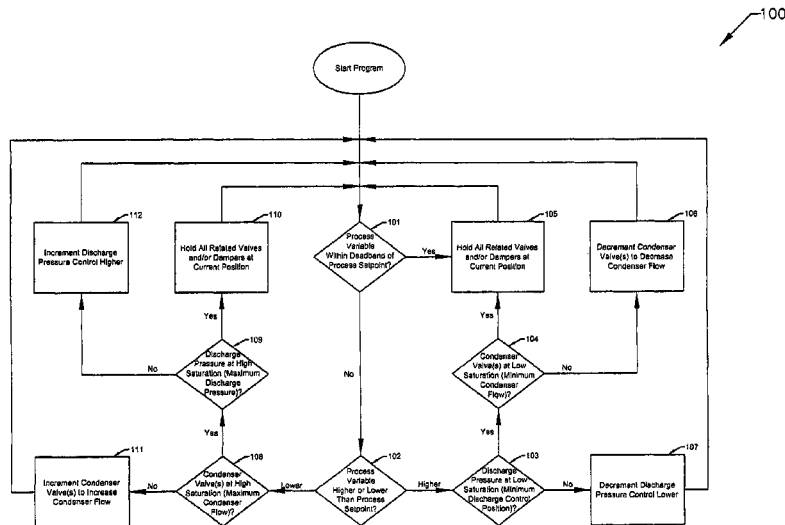 100
Start Program
112
Increment Discharge
Pressure Control Higher
110
Hold All Related Valves
and/or Dampers at
Current Position
101
Process
Variable
Within Deadband of
Process Setpoint?
Yes
105
Hold All Related Valves
and/or Dampers at
Current Position
106
Decrement Condenser
Valve(s) to Decrease
Condenser Flow
Yes
109
Discharge
Pressure at High
Saturation (Maximum
Discharge
Pressure)?
No
No
Yes
104
Condenser
Valve(s) at Low
Saturation (Minimum
Condenser
Flow)?
No
111
Increment Condenser
Valve(s) to Increase
Condenser Flow
No
Yes
108
Condenser
Valve(s) at High
Saturation (Maximum
Condenser
Flow)?
Lower
102
Process
Variable
Higher or Lower
Than Process
Setpoint?
Higher
Yes
103
Discharge
Pressure at Low
Saturation (Minimum
Discharge Control
Position)?
No
107
Decrement Discharge
Pressure Control Lower